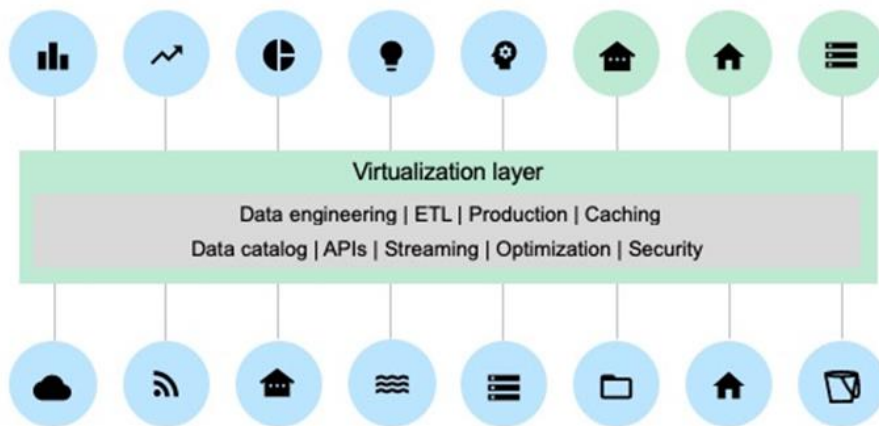 Virtualization layer
Data engineering | ETL | Production | Caching
Data catalog | APIs | Streaming | Optimization | Security